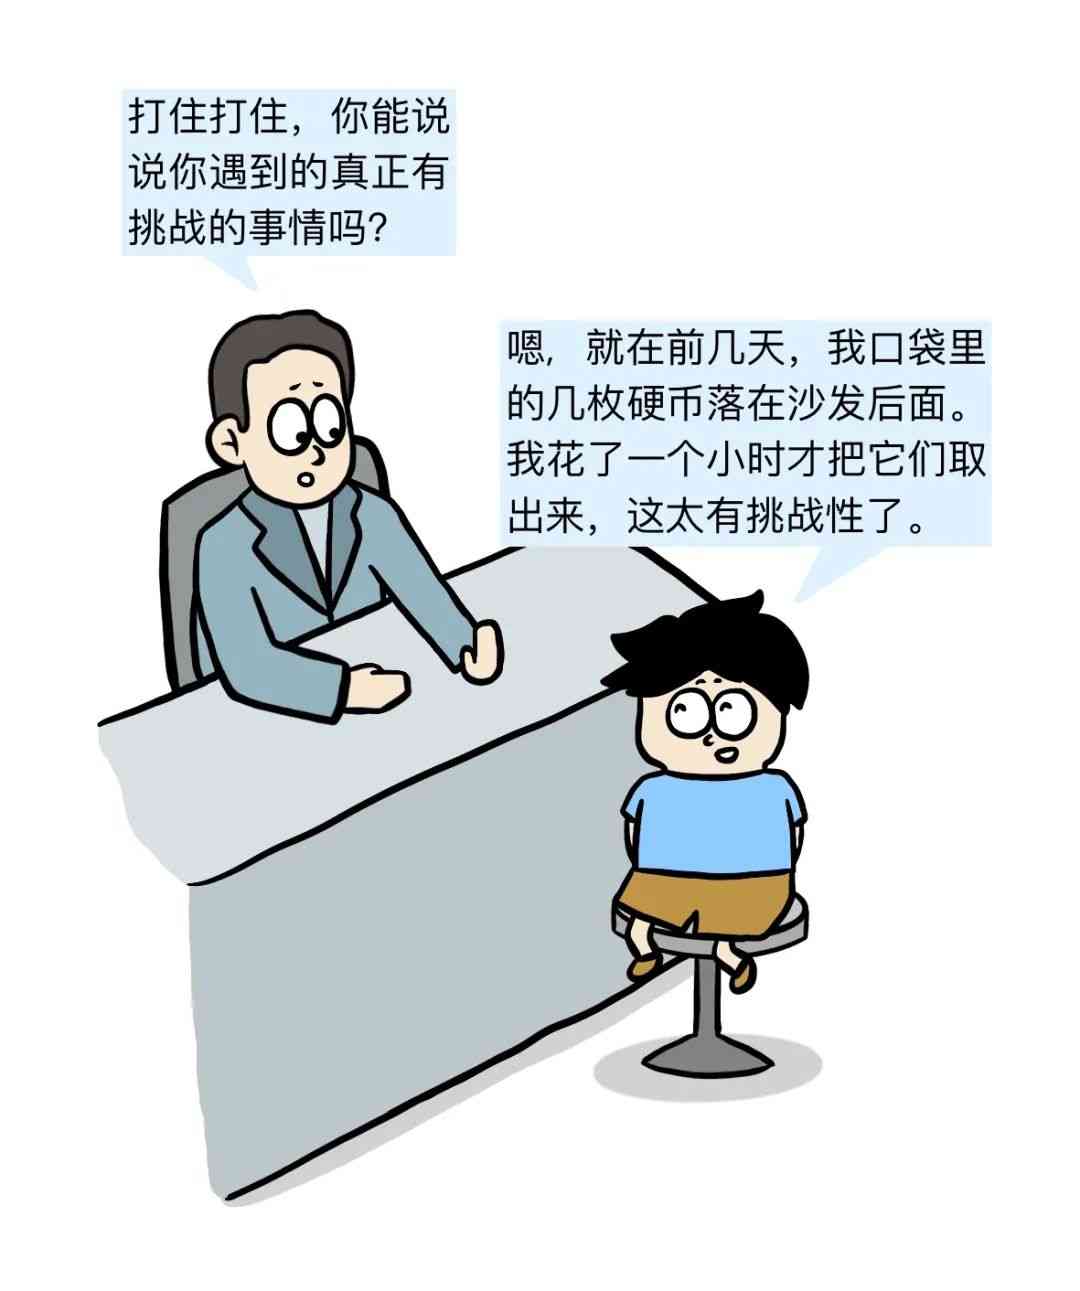 打住打住，你能说
说你遇到的真正有
挑战的事情吗？
嗯，就在前几天，我口袋里
的几枚硬币落在沙发后面。
我花了一个小时才把它们取
出来，这太有挑战性了。